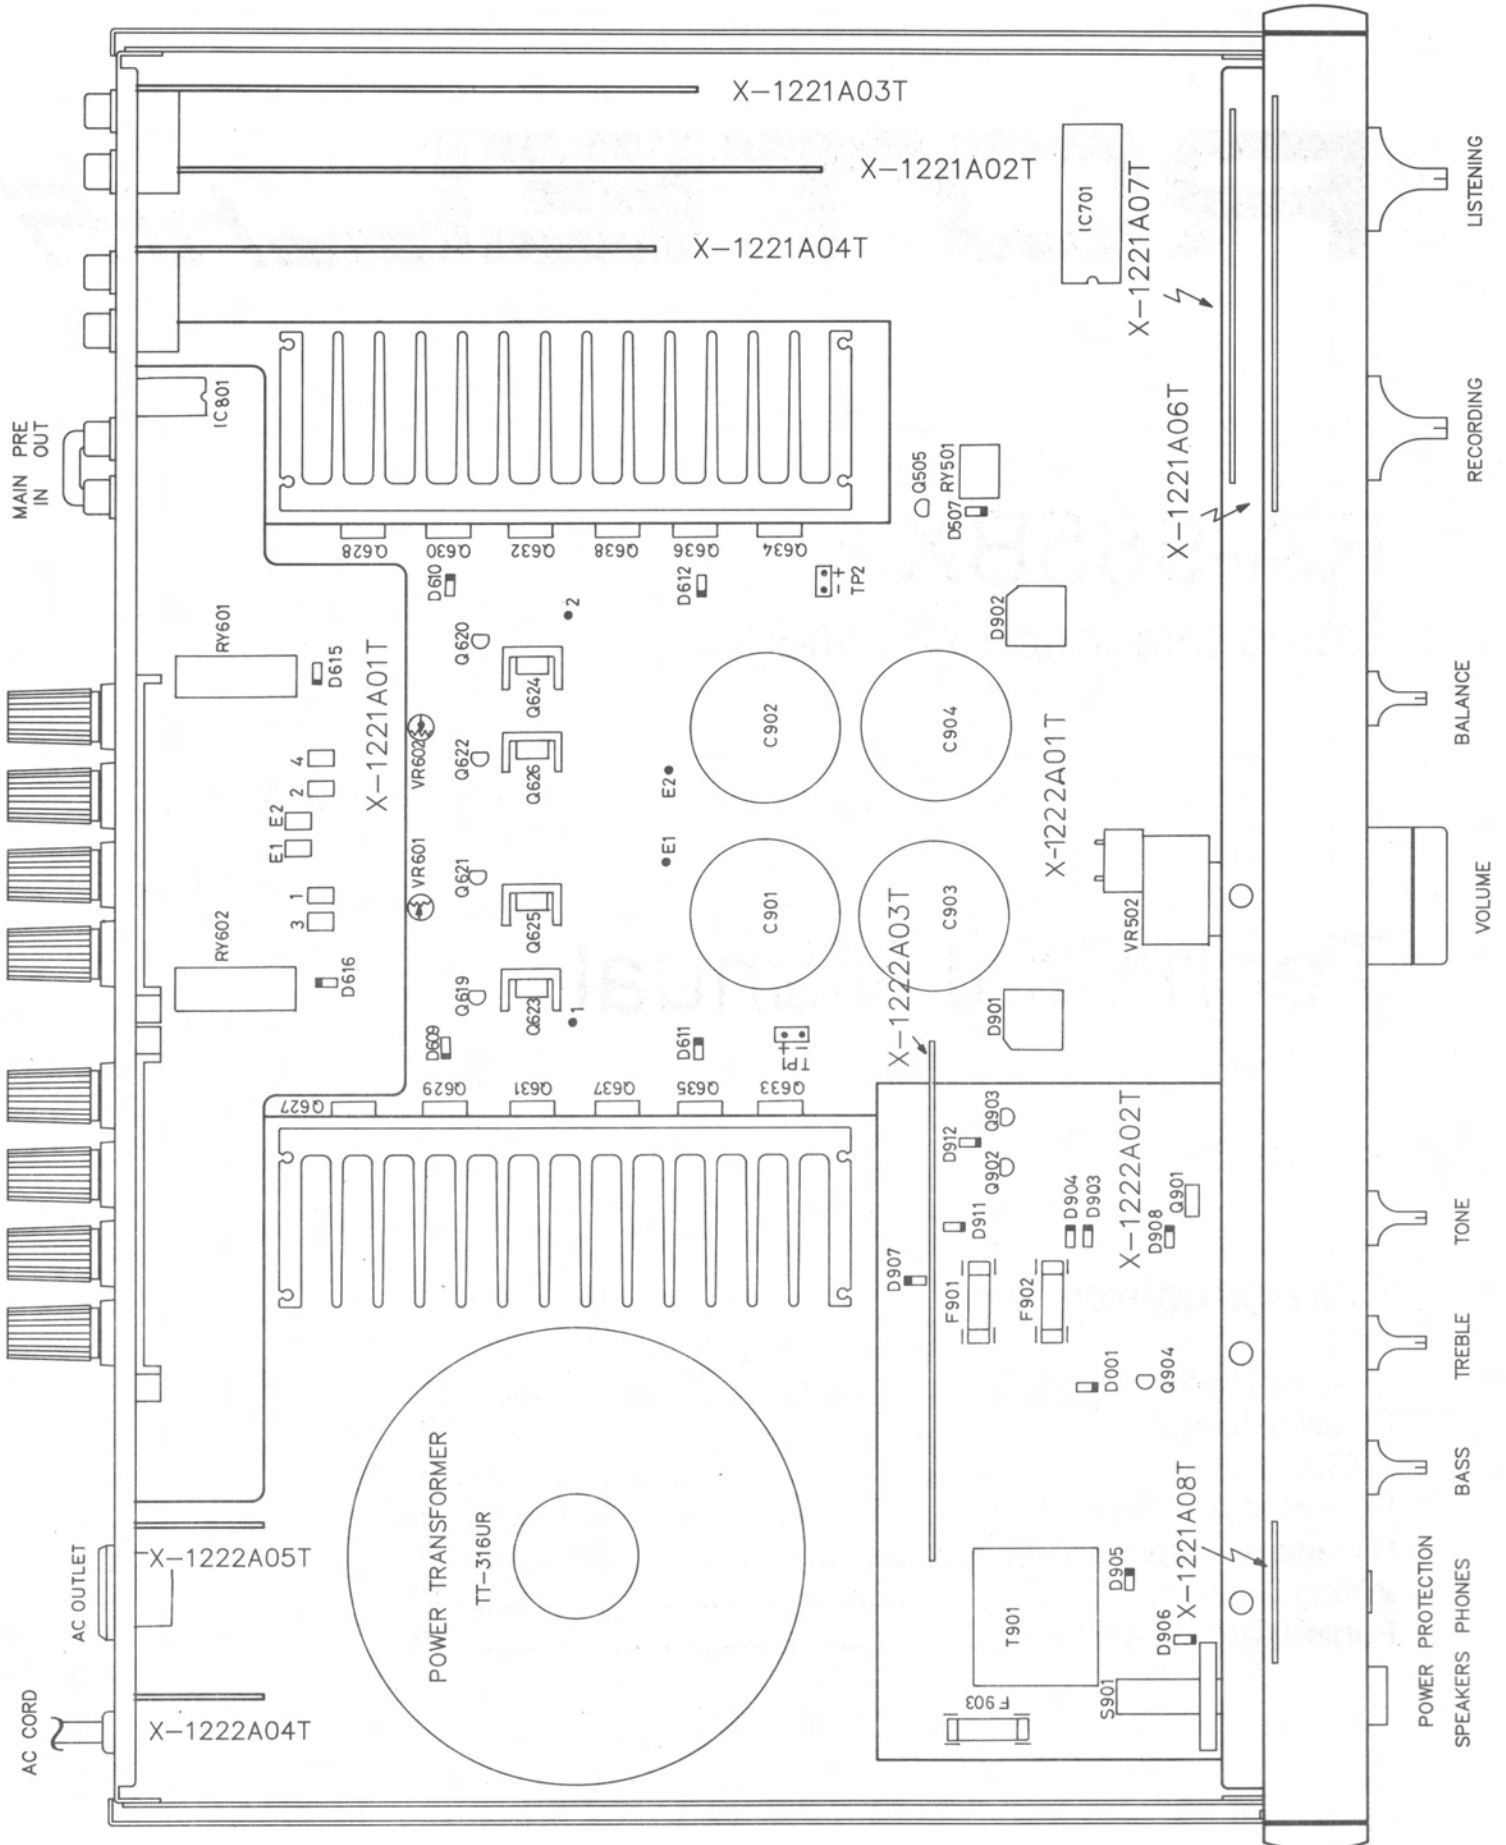 X-1221A03T
X-1221A02T
X-1221A04T
IC701
X-1221A07T
LISTENING
IC801
MAIN IN
PRE OUT
X-1221A06T
RECORDING
Q505
RY501
D507
Q628
Q630
Q632
Q638
Q636
Q634
D610
D612
- +
TP2
2
D902
RY601
D615
X-1221A01T
Q620
Q624
VR602
Q622
Q626
C902
C904
BALANCE
4
2
E2
E1
1
3
E2
E1
VR601
Q621
Q625
C901
C903
X-1222A01T
X-1222A03T
VR502
VOLUME
RY602
D616
Q619
Q623
1
D609
D611
+ -
TP1
D901
Q627
Q629
Q631
Q637
Q635
Q633
D912
Q903
Q902
D911
D904
D903
X-1222A02T
D908
Q901
TONE
D907
F901
F902
TREBLE
D001
Q904
BASS
POWER TRANSFORMER
TT-316UR
X-1222A05T
AC OUTLET
X-1222A04T
AC CORD
T901
D905
X-1221A08T
D906
S901
F903
POWER PROTECTION
SPEAKERS PHONES